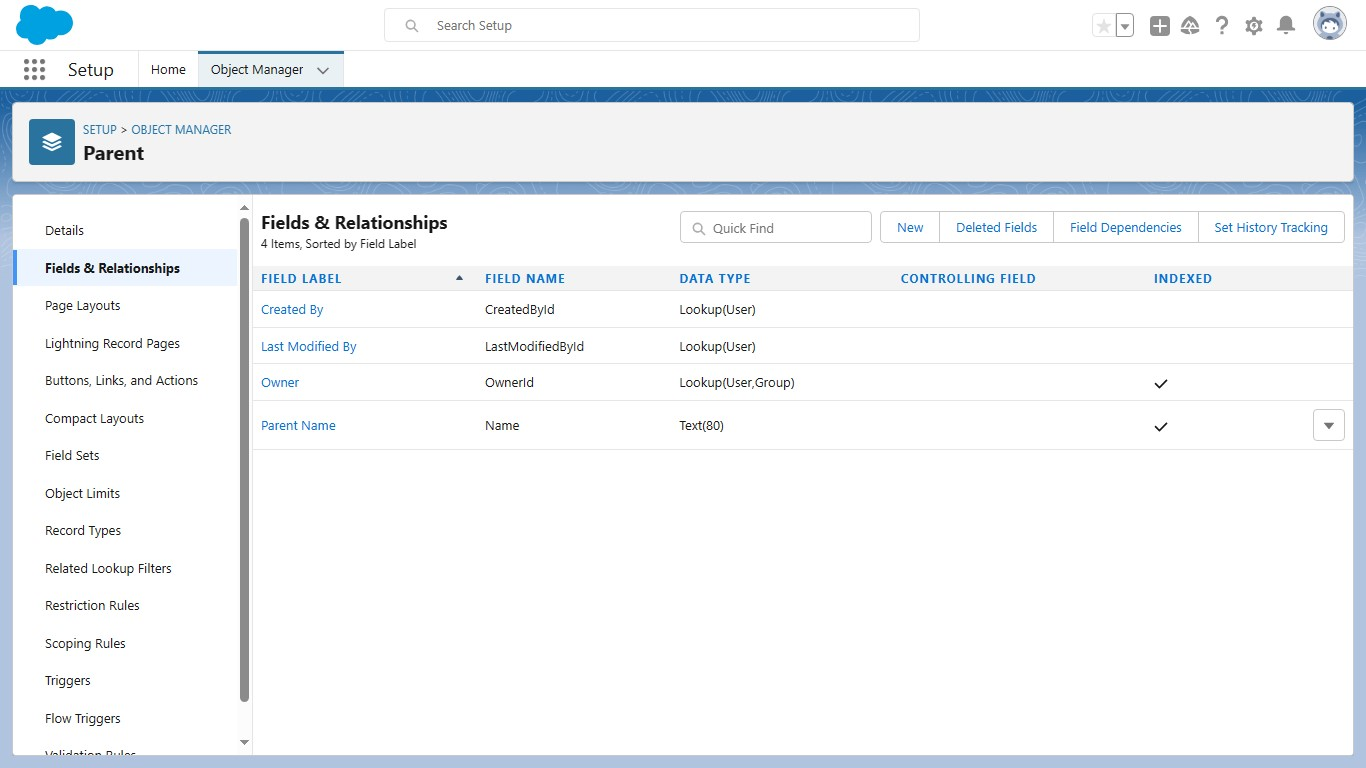 Search Setup
Setup
Home
Object Manager
SETUP > OBJECT MANAGER
Parent
Details
Fields & Relationships
Page Layouts
Lightning Record Pages
Buttons, Links, and Actions
Compact Layouts
Field Sets
Object Limits
Record Types
Related Lookup Filters
Restriction Rules
Scoping Rules
Triggers
Flow Triggers
Validation Rules
Fields & Relationships
4 Items, Sorted by Field Label
Quick Find
New
Deleted Fields
Field Dependencies
Set History Tracking
FIELD LABEL FIELD NAME DATA TYPE CONTROLLING FIELD INDEXED
Created By CreatedById Lookup(User)
Last Modified By LastModifiedById Lookup(User)
Owner OwnerId Lookup(User,Group)
Parent Name Name Text(80)